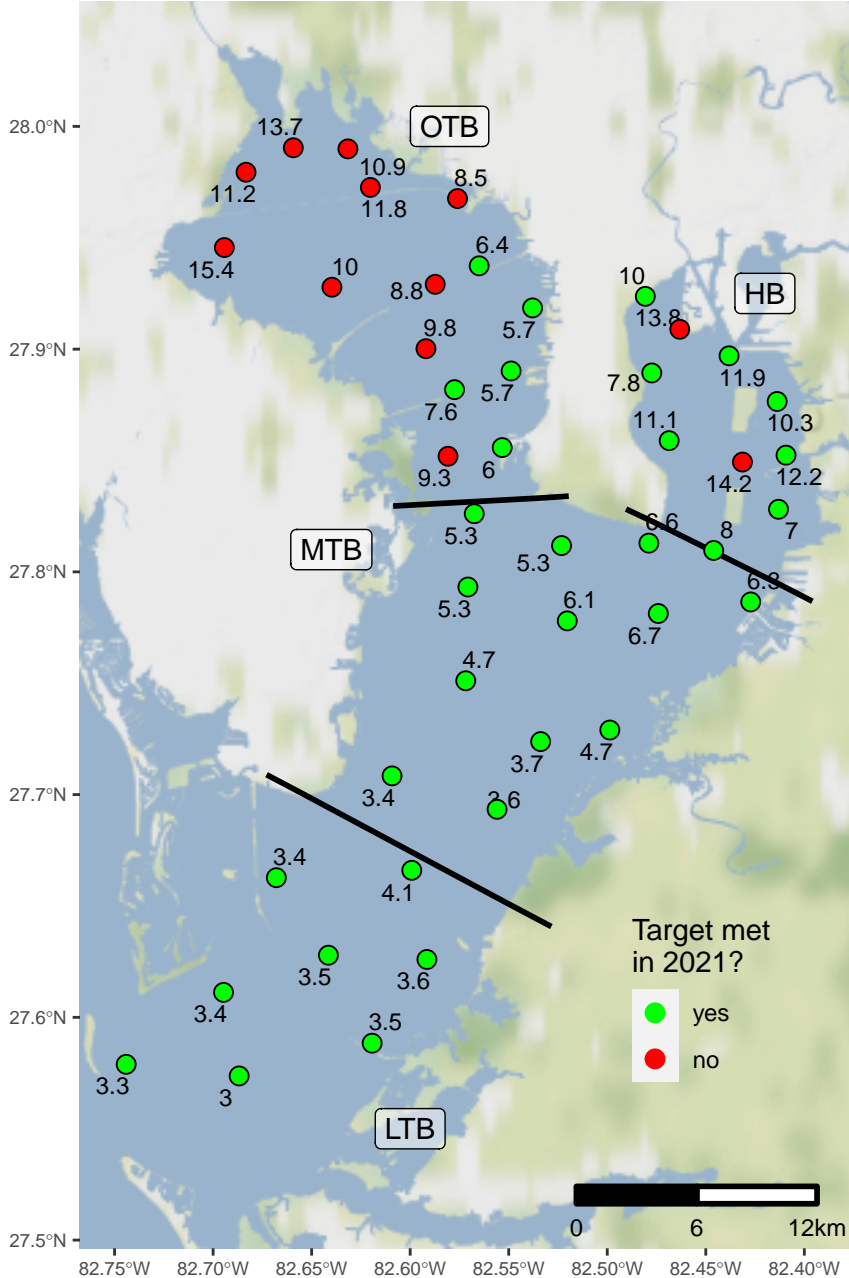 28.0°N
27.9°N
27.8°N
27.7°N
27.6°N
27.5°N
OTB
13.7
11.2
10.9
11.8
8.5
15.4
10
6.4
8.8
5.7
9.8
5.7
7.6
9.3
6
HB
10
13.8
11.9
7.8
10.3
11.1
14.2
12.2
7
MTB
5.3
5.3
6.6
8
5.3
6.1
6.7
6.3
4.7
3.7
4.7
3.4
3.6
3.4
4.1
3.5
3.6
3.4
3.5
3.3
3
LTB
Target met
in 2021?
yes
no
0 6 12km
82.75°W 82.70°W 82.65°W 82.60°W 82.55°W 82.50°W 82.45°W 82.40°W